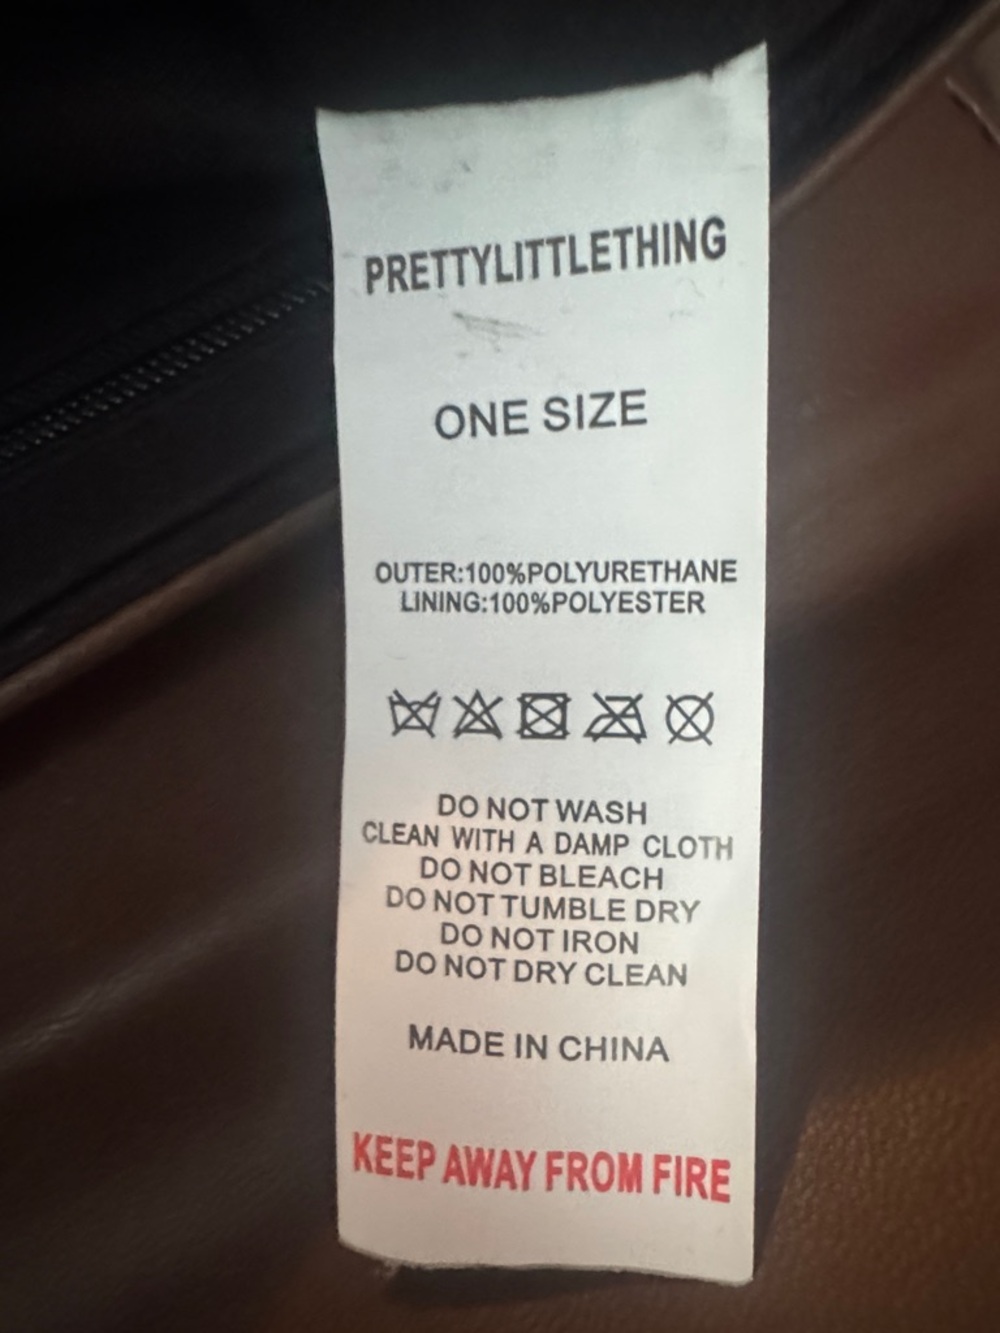 PRETTYLITTLETHING
ONE SIZE
OUTER:100%POLYURETHANE
LINING:100%POLYESTER
DO NOT WASH
CLEAN WITH A DAMP CLOTH
DO NOT BLEACH
DO NOT TUMBLE DRY
DO NOT IRON
DO NOT DRY CLEAN
MADE IN CHINA
KEEP AWAY FROM FIRE